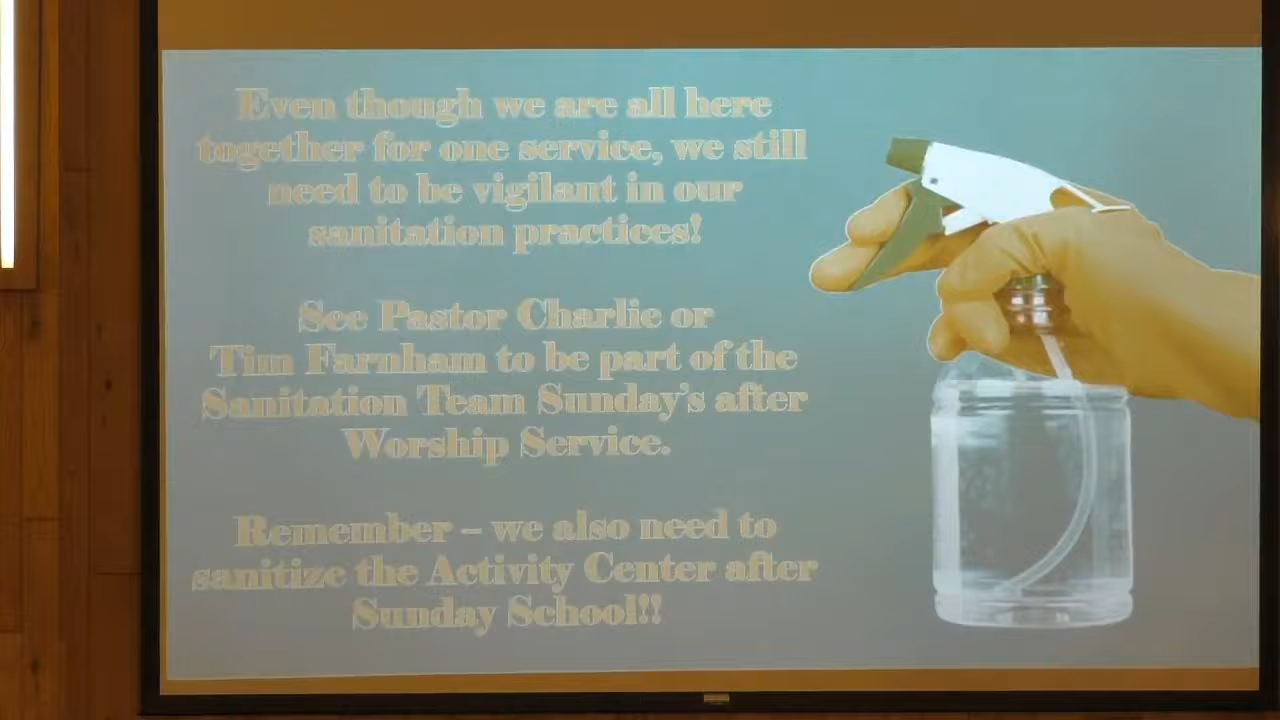 Even though we are all here
together for one service, we still
need to be vigilant in our
sanitation practices!
See Pastor Charlie or
Tim Farnham to be part of the
Sanitation Team Sunday's after
Worship Service.
Remember – we also need to
sanitize the Activity Center after
Sunday School!!